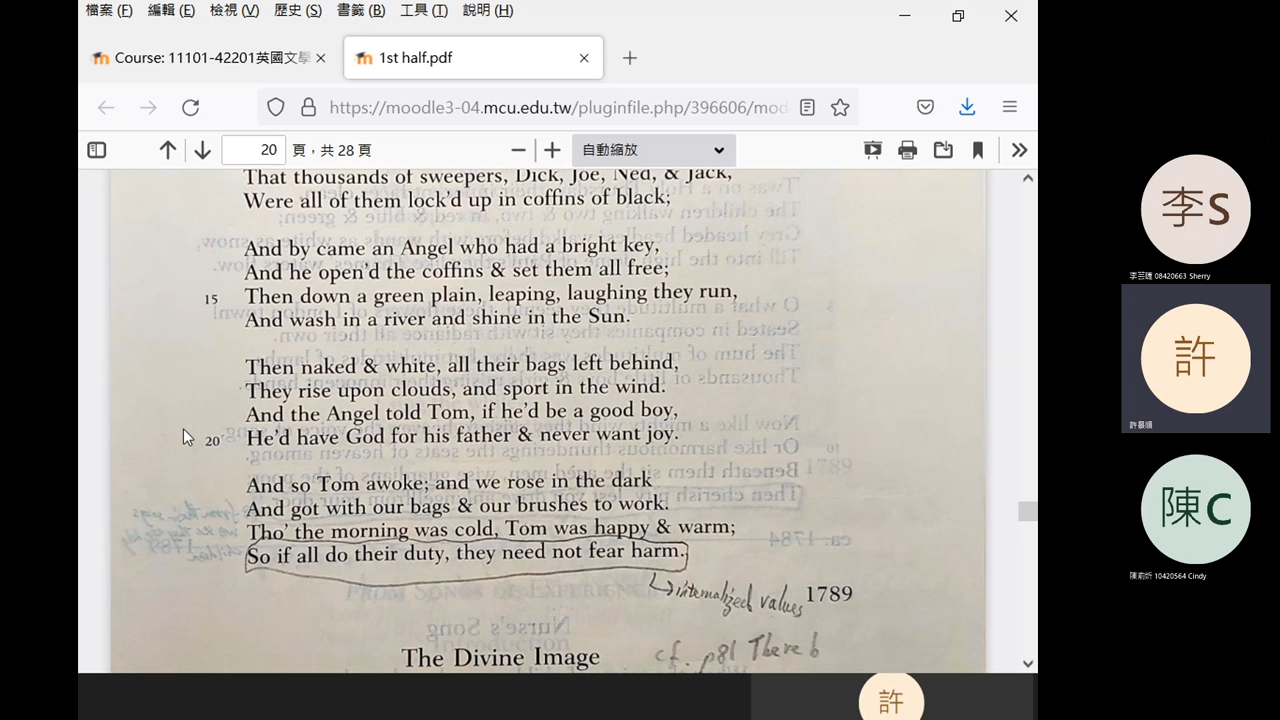 檔案 (F) 編輯 (E) 檢視 (V) 歷史 (S) 書籤 (B) 工具 (T) 說明 (H)
Course: 11101-42201英國文學
1st half.pdf
https://moodle3-04.mcu.edu.tw/pluginfile.php/396606/mod
20 頁，共 28 頁
自動縮放
That thousands of sweepers, Dick, Joe, Ned, & Jack,
Were all of them lock'd up in coffins of black;
And by came an Angel who had a bright key,
And he open'd the coffins & set them all free;
15 Then down a green plain, leaping, laughing they run,
And wash in a river and shine in the Sun.
Then naked & white, all their bags left behind,
They rise upon clouds, and sport in the wind.
And the Angel told Tom, if he'd be a good boy,
20 He'd have God for his father & never want joy.
And so Tom awoke; and we rose in the dark
And got with our bags & our brushes to work.
Tho' the morning was cold, Tom was happy & warm;
So if all do their duty, they need not fear harm.
internalized values 1789
cf. p81 There b
The Divine Image
李S
李芸瑾 08420663 Sherry
許
許景順
陳C
10420564 Cindy
許